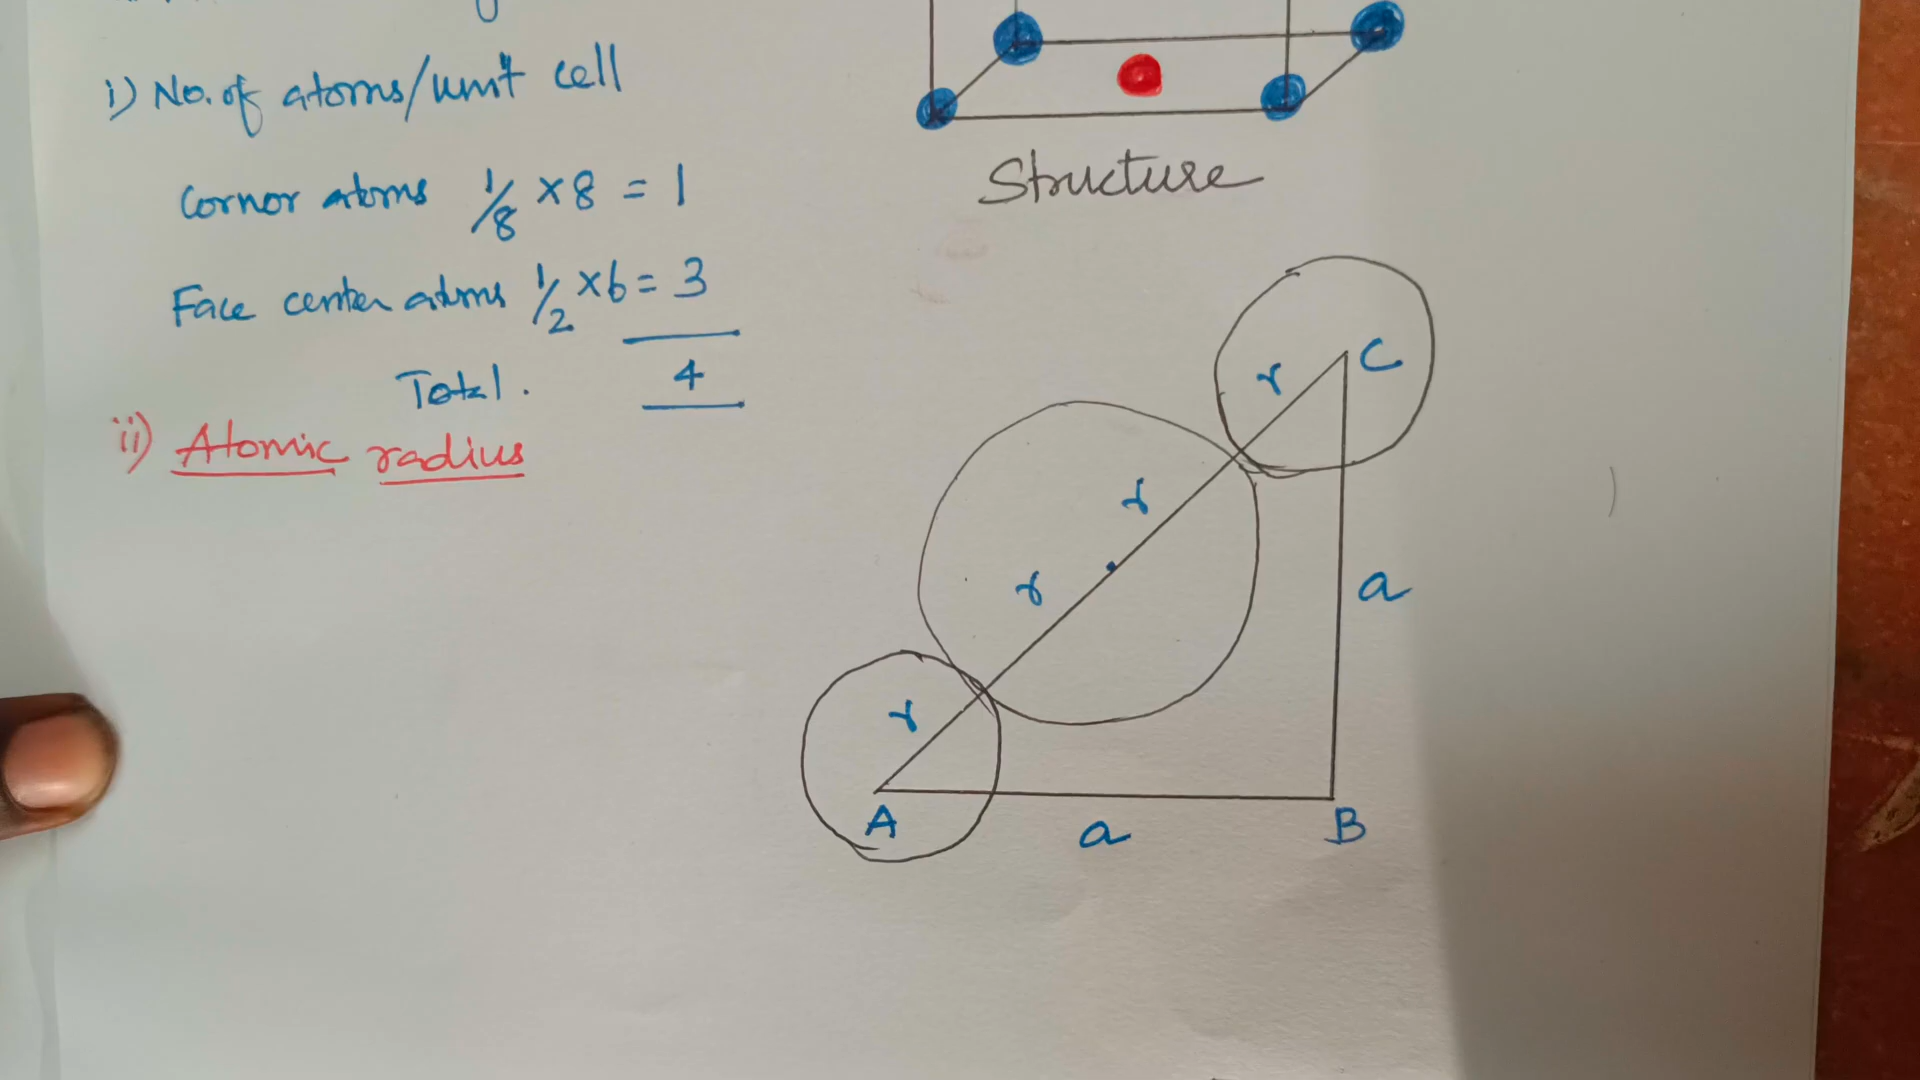 i) No. of atoms/unit cell
Cornor atoms 1/8 × 8 = 1
Face center atoms 1/2 × 6 = 3
Total. 4
ii) Atomic radius
Structure
C
r
r
r
a
r
A
a
B